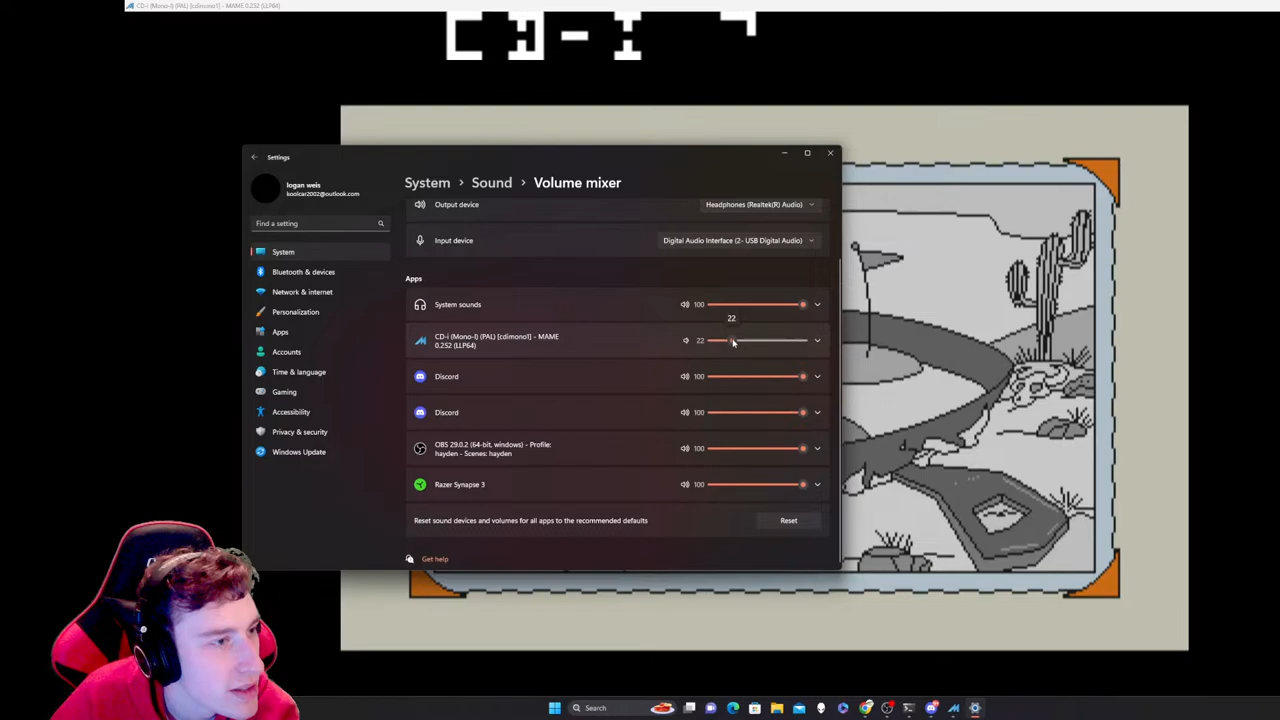 CD-i (Mono-I) (PAL) [cdimono1] - MAME 0.252 (LLP64)
Settings
logan weis
koolcar2002@outlook.com
Find a setting
System
Bluetooth & devices
Network & internet
Personalization
Apps
Accounts
Time & language
Gaming
Accessibility
Privacy & security
Windows Update
System > Sound > Volume mixer
Output device
Headphones (Realtek(R) Audio)
Input device
Digital Audio Interface (2- USB Digital Audio)
Apps
System sounds
100
22
CD-i (Mono-I) (PAL) [cdimono1] - MAME
0.252 (LLP64)
22
Discord
100
Discord
100
OBS 29.0.2 (64-bit, windows) - Profile:
hayden - Scenes: hayden
100
Razer Synapse 3
100
Reset sound devices and volumes for all apps to the recommended defaults
Reset
Get help
Search